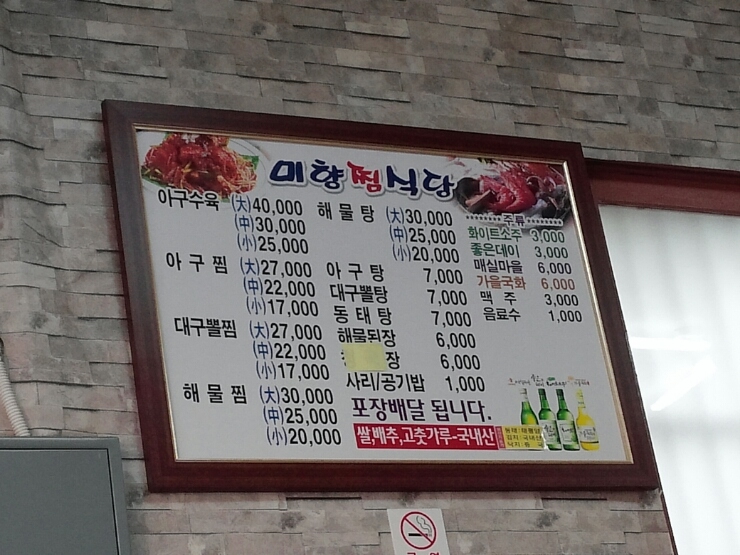 미향찜식당
아구수육 (大)40,000
(中)30,000
(小)25,000
아구찜 (大)27,000
(中)22,000
(小)17,000
대구뽈찜 (大)27,000
(中)22,000
(小)17,000
해물찜 (大)30,000
(中)25,000
(小)20,000
해물탕 (大)30,000
(中)25,000
(小)20,000
아구탕 7,000
대구뽈탕 7,000
동태탕 7,000
해물된장 6,000
장 6,000
사리/공기밥 1,000
포장배달 됩니다.
쌀,배추,고춧가루-국내산
주류
화이트소주 3,000
좋은데이 3,000
매실마을 6,000
가을국화 6,000
맥주 3,000
음료수 1,000